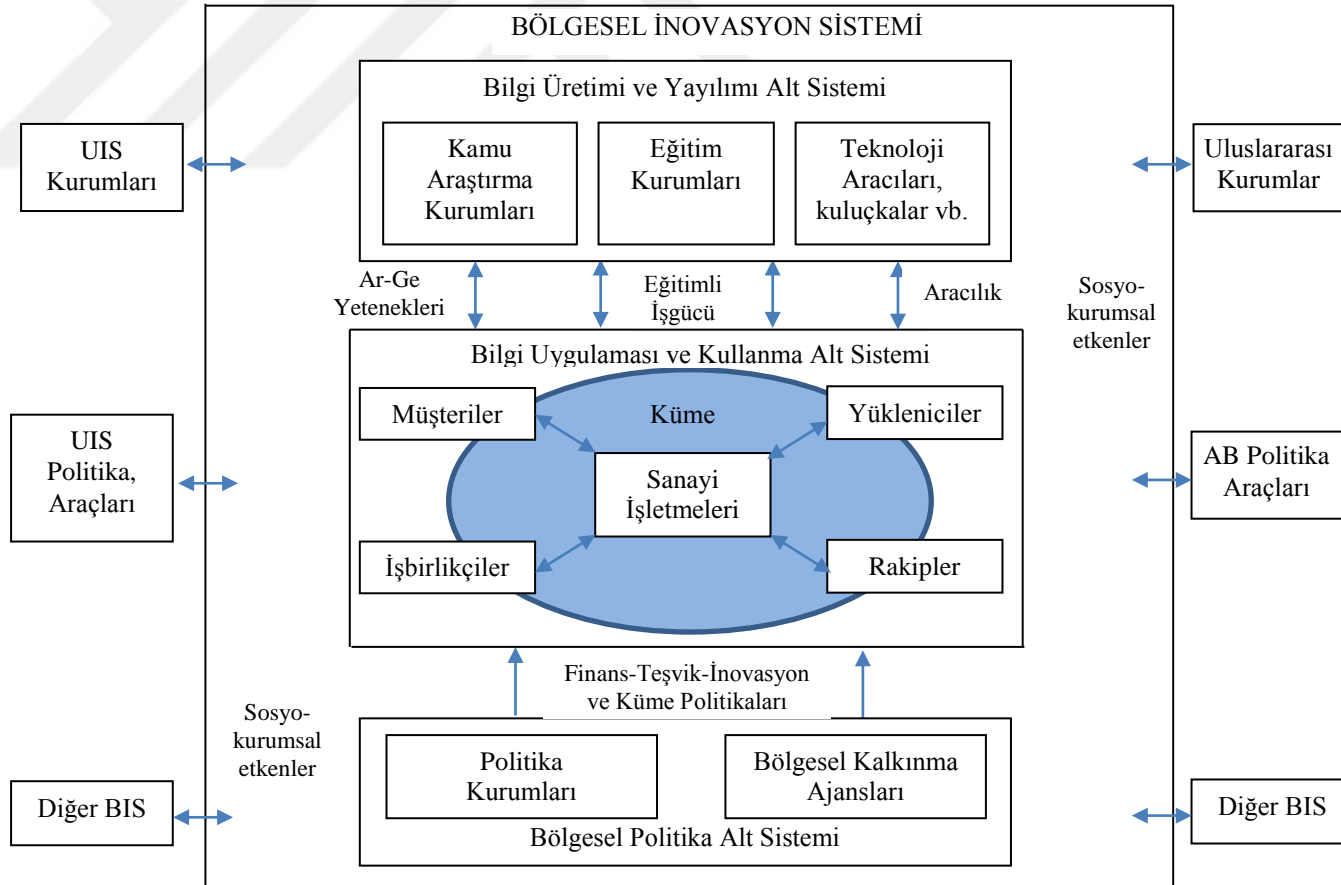 BÖLGESEL İNOVASYON SİSTEMİ
Bilgi Üretimi ve Yayılımı Alt Sistemi
Kamu
Araştırma
Kurumları
Eğitim
Kurumları
Teknoloji
Aracıları,
kuluçkalar vb.
UIS
Kurumları
Uluslararası
Kurumlar
Ar-Ge
Yetenekleri
Eğitimli
İşgücü
Aracılık
Sosyo-
kurumsal
etkenler
Bilgi Uygulaması ve Kullanma Alt Sistemi
Müşteriler
Küme
Yükleniciler
Sanayi
İşletmeleri
İşbirlikçiler
Rakipler
UIS
Politika,
Araçları
AB Politika
Araçları
Finans-Teşvik-İnovasyon
ve Küme Politikaları
Sosyo-
kurumsal
etkenler
Politika
Kurumları
Bölgesel Kalkınma
Ajansları
Bölgesel Politika Alt Sistemi
Diğer BIS
Diğer BIS